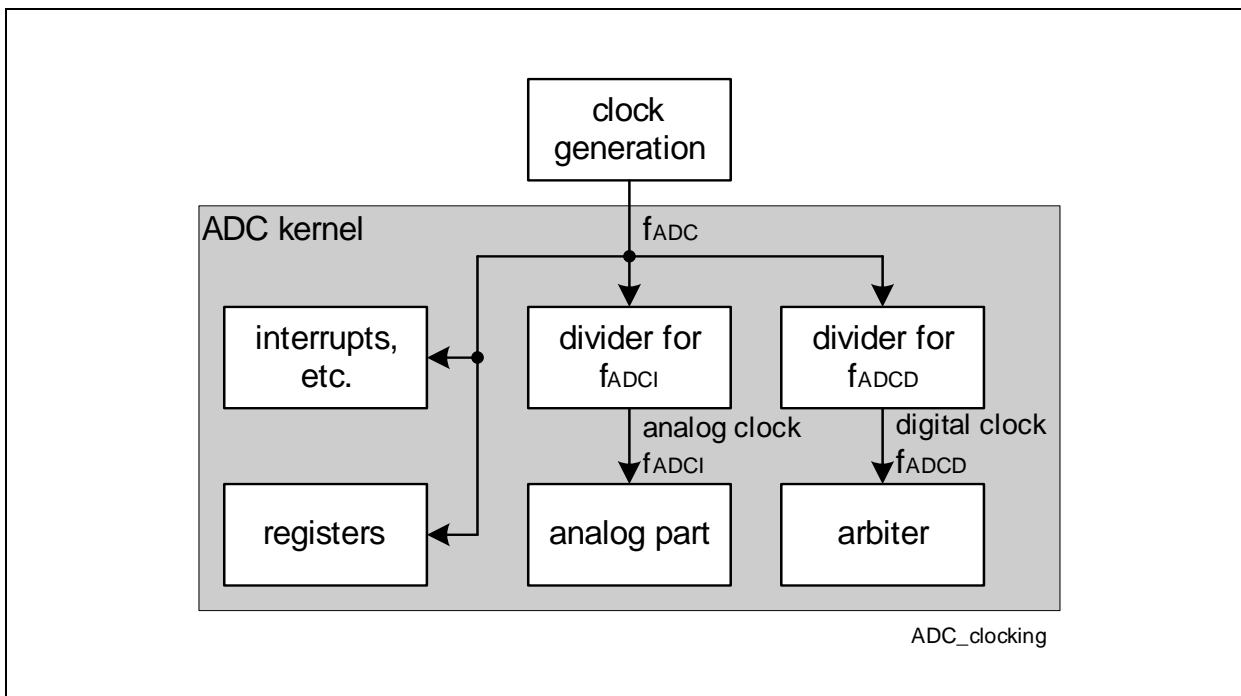 clock
generation
ADC kernel
fADC
interrupts,
etc.
divider for
fADCI
divider for
fADCD
analog clock
fADCI
digital clock
fADCD
registers
analog part
arbiter
ADC_clocking